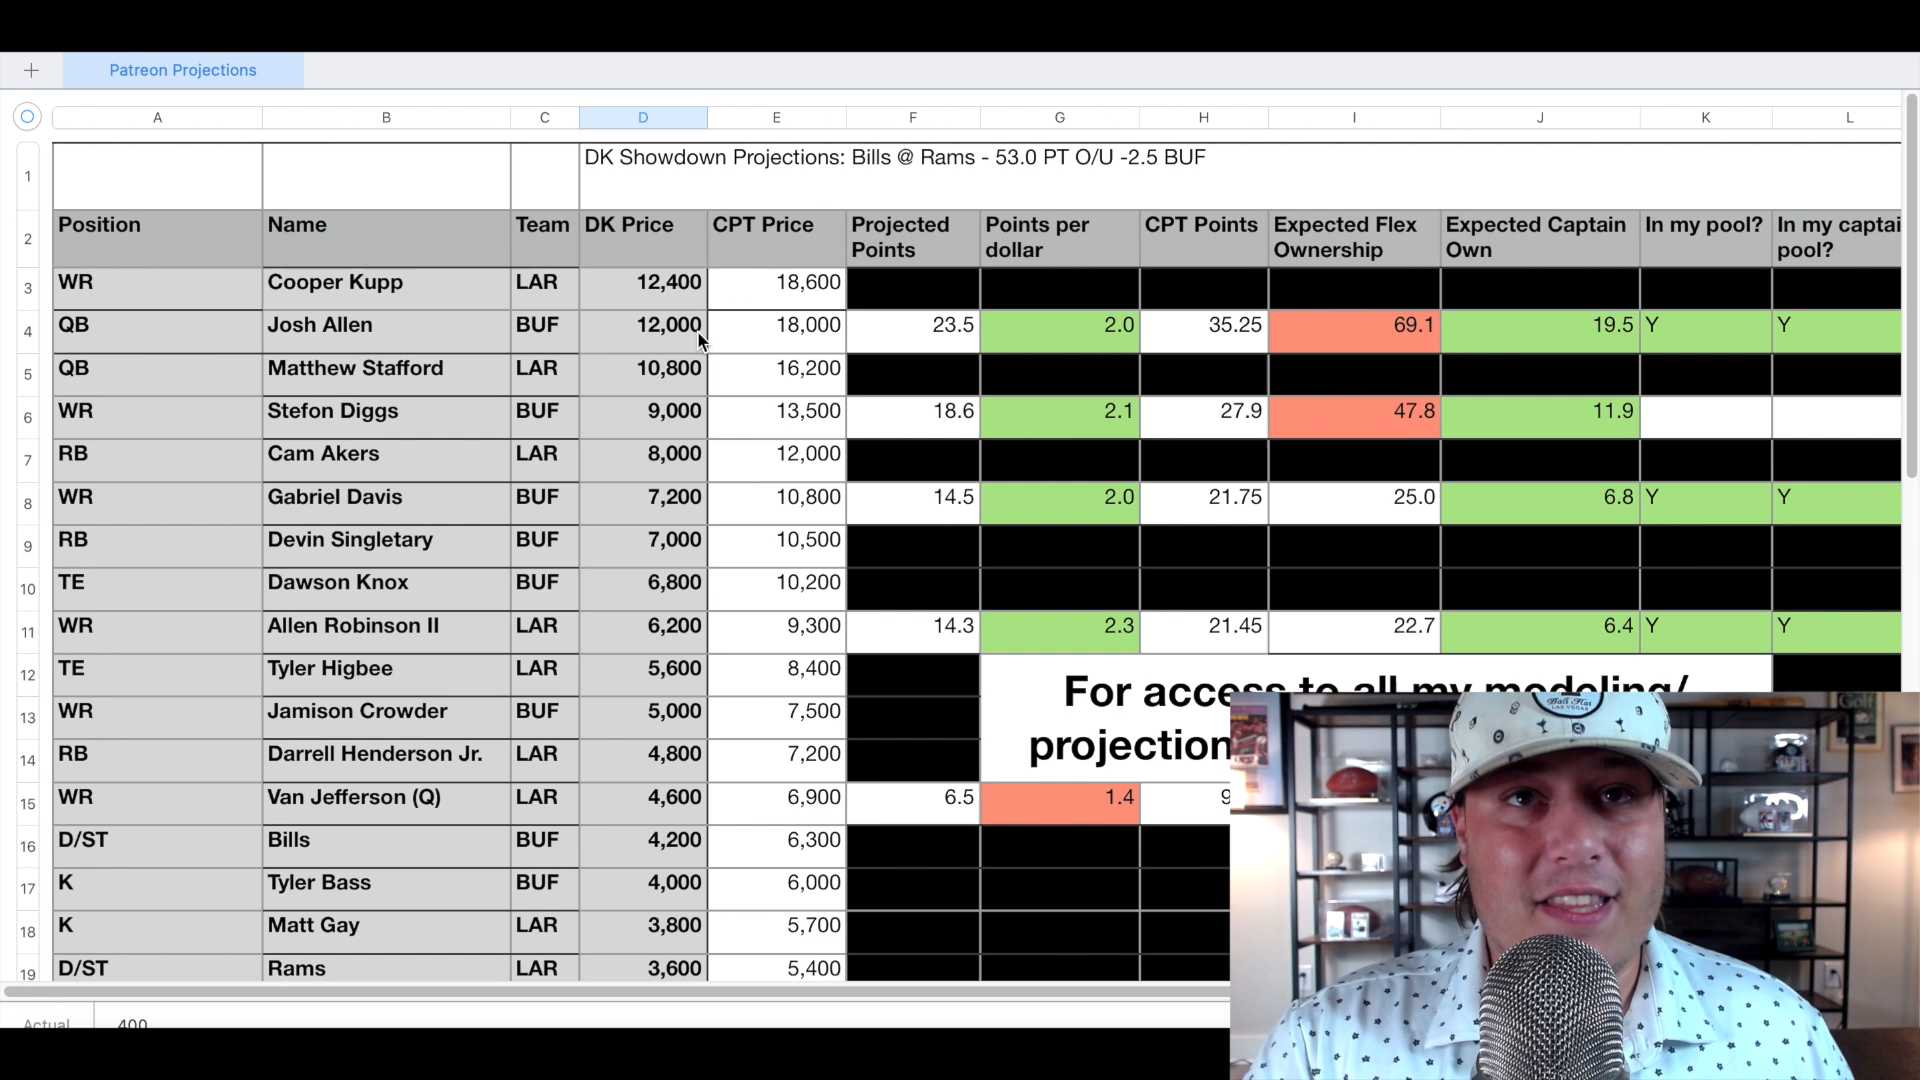 Patreon Projections
A B C D E F G H I J K L
1 DK Showdown Projections: Bills @ Rams - 53.0 PT O/U -2.5 BUF
2 Position Name Team DK Price CPT Price Projected Points Points per dollar CPT Points Expected Flex Ownership Expected Captain Own In my pool? In my captai pool?
3 WR Cooper Kupp LAR 12,400 18,600
4 QB Josh Allen BUF 12,000 18,000 23.5 2.0 35.25 69.1 19.5 Y Y
5 QB Matthew Stafford LAR 10,800 16,200
6 WR Stefon Diggs BUF 9,000 13,500 18.6 2.1 27.9 47.8 11.9
7 RB Cam Akers LAR 8,000 12,000
8 WR Gabriel Davis BUF 7,200 10,800 14.5 2.0 21.75 25.0 6.8 Y Y
9 RB Devin Singletary BUF 7,000 10,500
10 TE Dawson Knox BUF 6,800 10,200
11 WR Allen Robinson II LAR 6,200 9,300 14.3 2.3 21.45 22.7 6.4 Y Y
12 TE Tyler Higbee LAR 5,600 8,400
For access to all my modeling/
projection
13 WR Jamison Crowder BUF 5,000 7,500
14 RB Darrell Henderson Jr. LAR 4,800 7,200
15 WR Van Jefferson (Q) LAR 4,600 6,900 6.5 1.4 9
16 D/ST Bills BUF 4,200 6,300
17 K Tyler Bass BUF 4,000 6,000
18 K Matt Gay LAR 3,800 5,700
19 D/ST Rams LAR 3,600 5,400
Actual 400